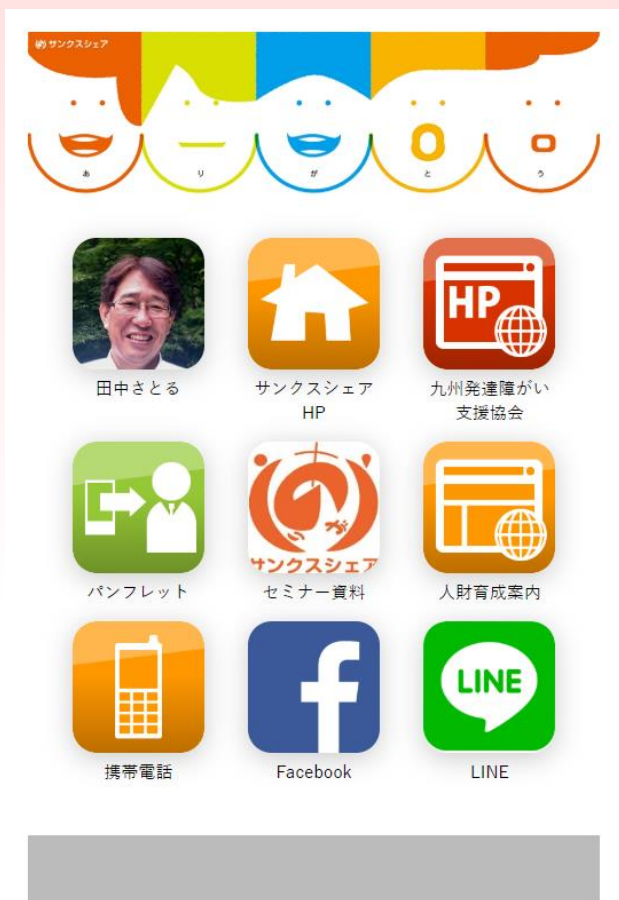 サンクスシェア
あ
り
が
と
う
HP
田中さとる
サンクスシェア
HP
九州発達障がい
支援協会
サンクスシェア
パンフレット
セミナー資料
人財育成案内
LINE
携帯電話
Facebook
LINE